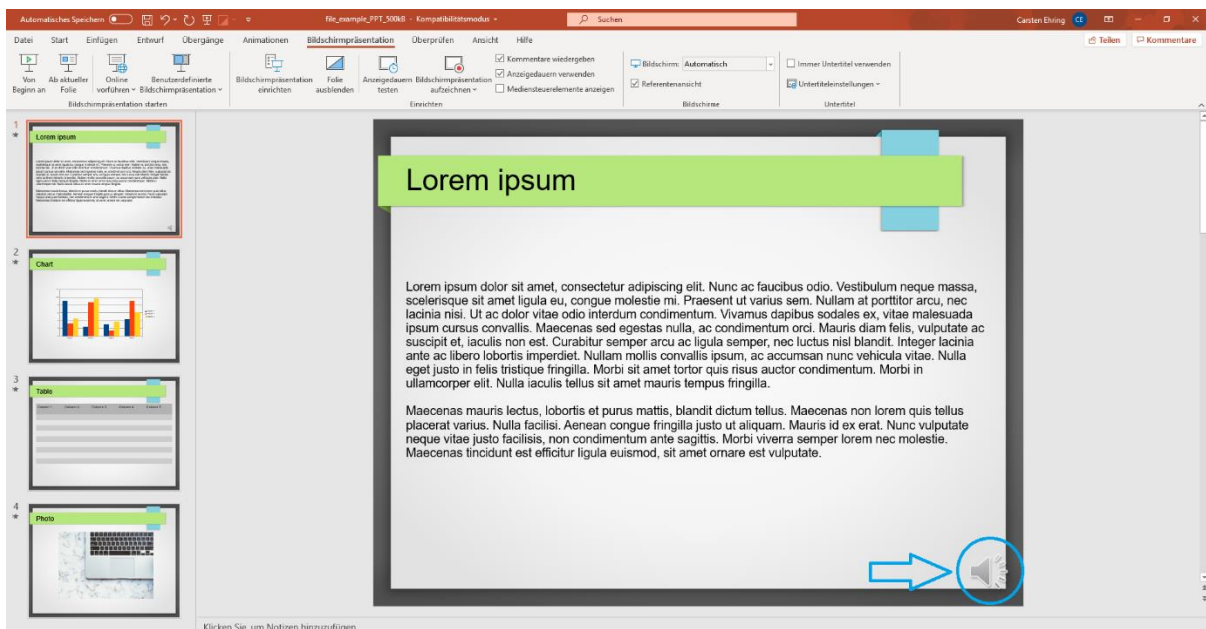 Automatisches Speichern
file_example_PPT_500kB - Kompatibilitätsmodus
Suchen
Carsten Ehring CE
Datei Start Einfügen Entwurf Übergänge Animationen Bildschirmpräsentation Überprüfen Ansicht Hilfe Teilen Kommentare
Von Beginn an
Ab aktueller Folie
Online vorführen
Benutzerdefinierte Bildschirmpräsentation
Bildschirmpräsentation starten
Bildschirmpräsentation einrichten
Folie ausblenden
Anzeigedauern testen
Bildschirmpräsentation aufzeichnen
Kommentare wiedergeben
Anzeigedauern verwenden
Mediensteuerelemente anzeigen
Einrichten
Bildschirm: Automatisch
Referentenansicht
Bildschirme
Immer Untertitel verwenden
Untertiteleinstellungen
Untertitel
1
Lorem ipsum
2
Chart
3
Table
4
Photo
Lorem ipsum
Lorem ipsum dolor sit amet, consectetur adipiscing elit. Nunc ac faucibus odio. Vestibulum neque massa,
scelerisque sit amet ligula eu, congue molestie mi. Praesent ut varius sem. Nullam at porttitor arcu, nec
lacinia nisi. Ut ac dolor vitae odio interdum condimentum. Vivamus dapibus sodales ex, vitae malesuada
ipsum cursus convallis. Maecenas sed egestas nulla, ac condimentum orci. Mauris diam felis, vulputate ac
suscipit et, iaculis non est. Curabitur semper arcu ac ligula semper, nec luctus nisl blandit. Integer lacinia
ante ac libero lobortis imperdiet. Nullam mollis convallis ipsum, ac accumsan nunc vehicula vitae. Nulla
eget justo in felis tristique fringilla. Morbi sit amet tortor quis risus auctor condimentum. Morbi in
ullamcorper elit. Nulla iaculis tellus sit amet mauris tempus fringilla.
Maecenas mauris lectus, lobortis et purus mattis, blandit dictum tellus. Maecenas non lorem quis tellus
placerat varius. Nulla facilisi. Aenean congue fringilla justo ut aliquam. Mauris id ex erat. Nunc vulputate
neque vitae justo facilisis, non condimentum ante sagittis. Morbi viverra semper lorem nec molestie.
Maecenas tincidunt est efficitur ligula euismod, sit amet ornare est vulputate.
Klicken Sie, um Notizen hinzuzufügen